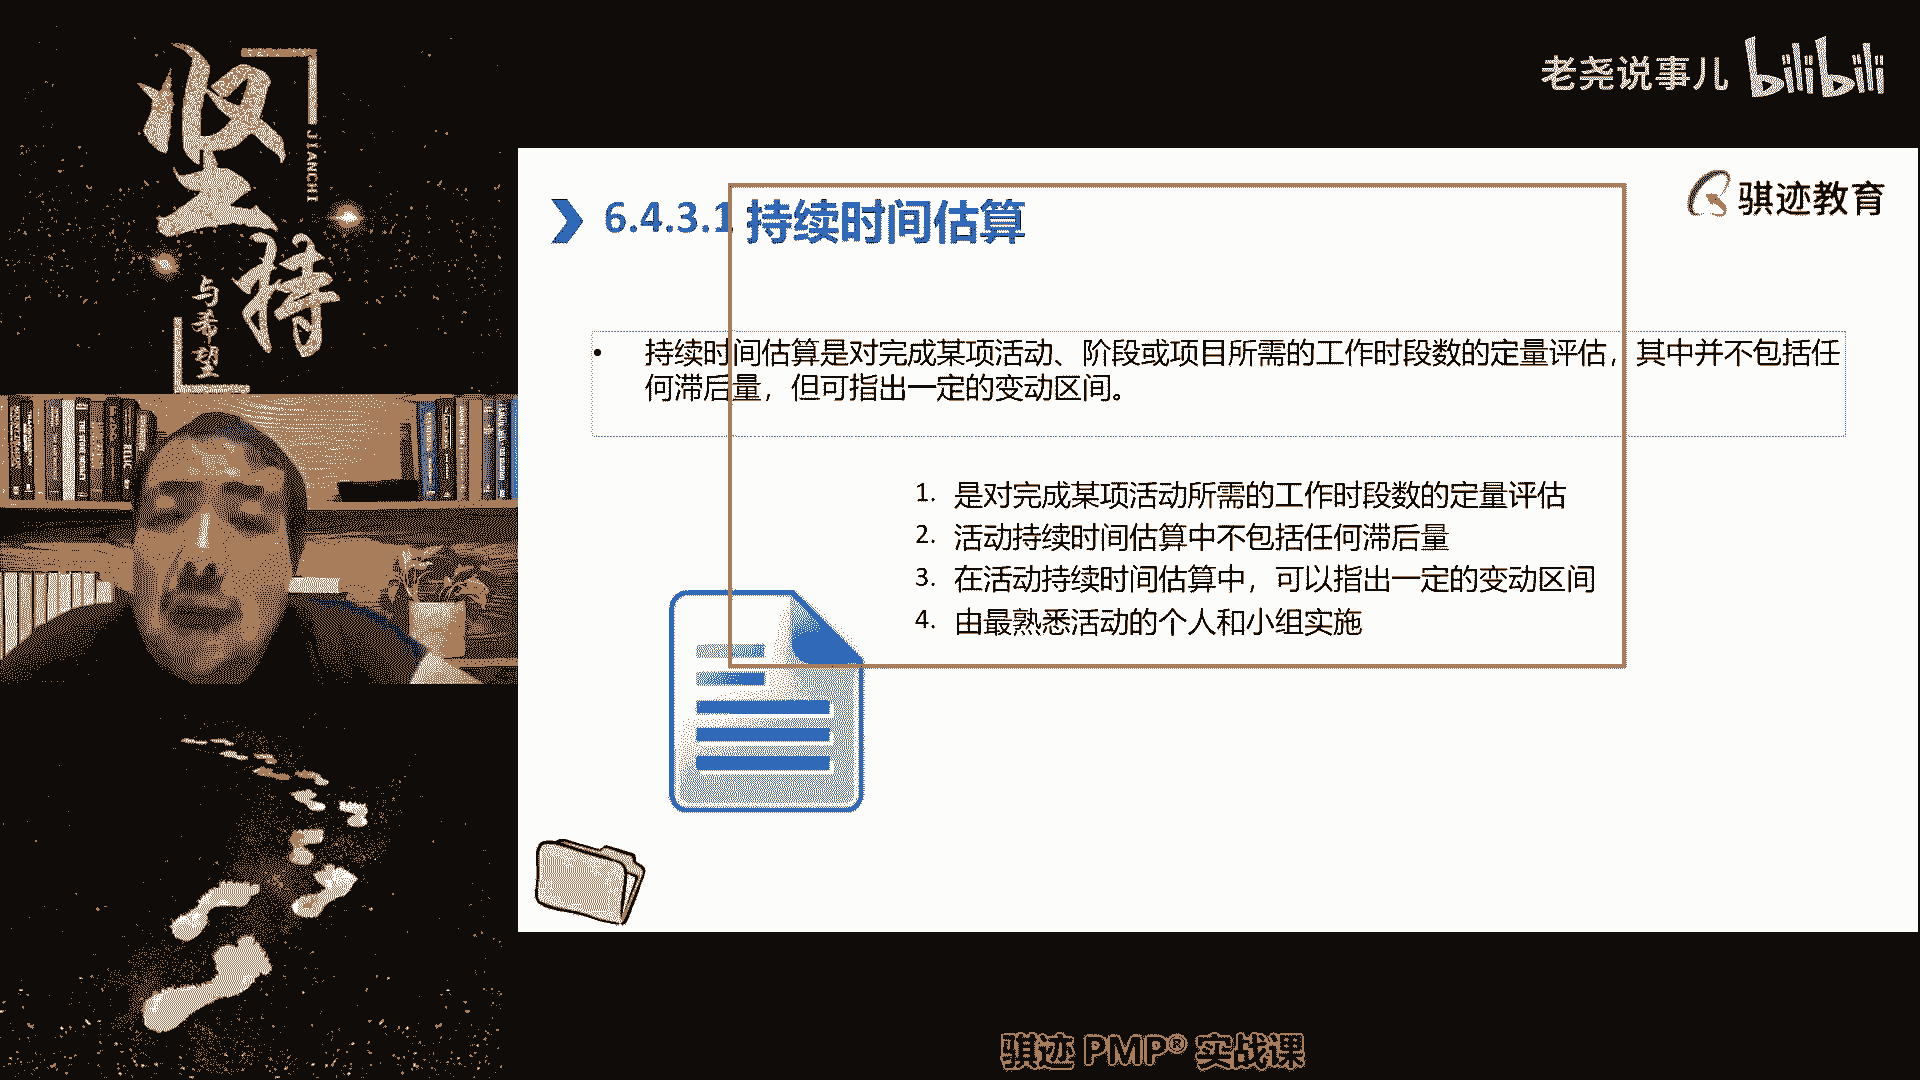 坚持
JIANCHI
与希望
老尧说事儿 bilibili
骐迹教育
6.4.3.1 持续时间估算
• 持续时间估算是对完成某项活动、阶段或项目所需的工作时段数的定量评估，其中并不包括任
何滞后量，但可指出一定的变动区间。
1. 是对完成某项活动所需的工作时段数的定量评估
2. 活动持续时间估算中不包括任何滞后量
3. 在活动持续时间估算中，可以指出一定的变动区间
4. 由最熟悉活动的个人和小组实施
骐迹 PMP® 实战课